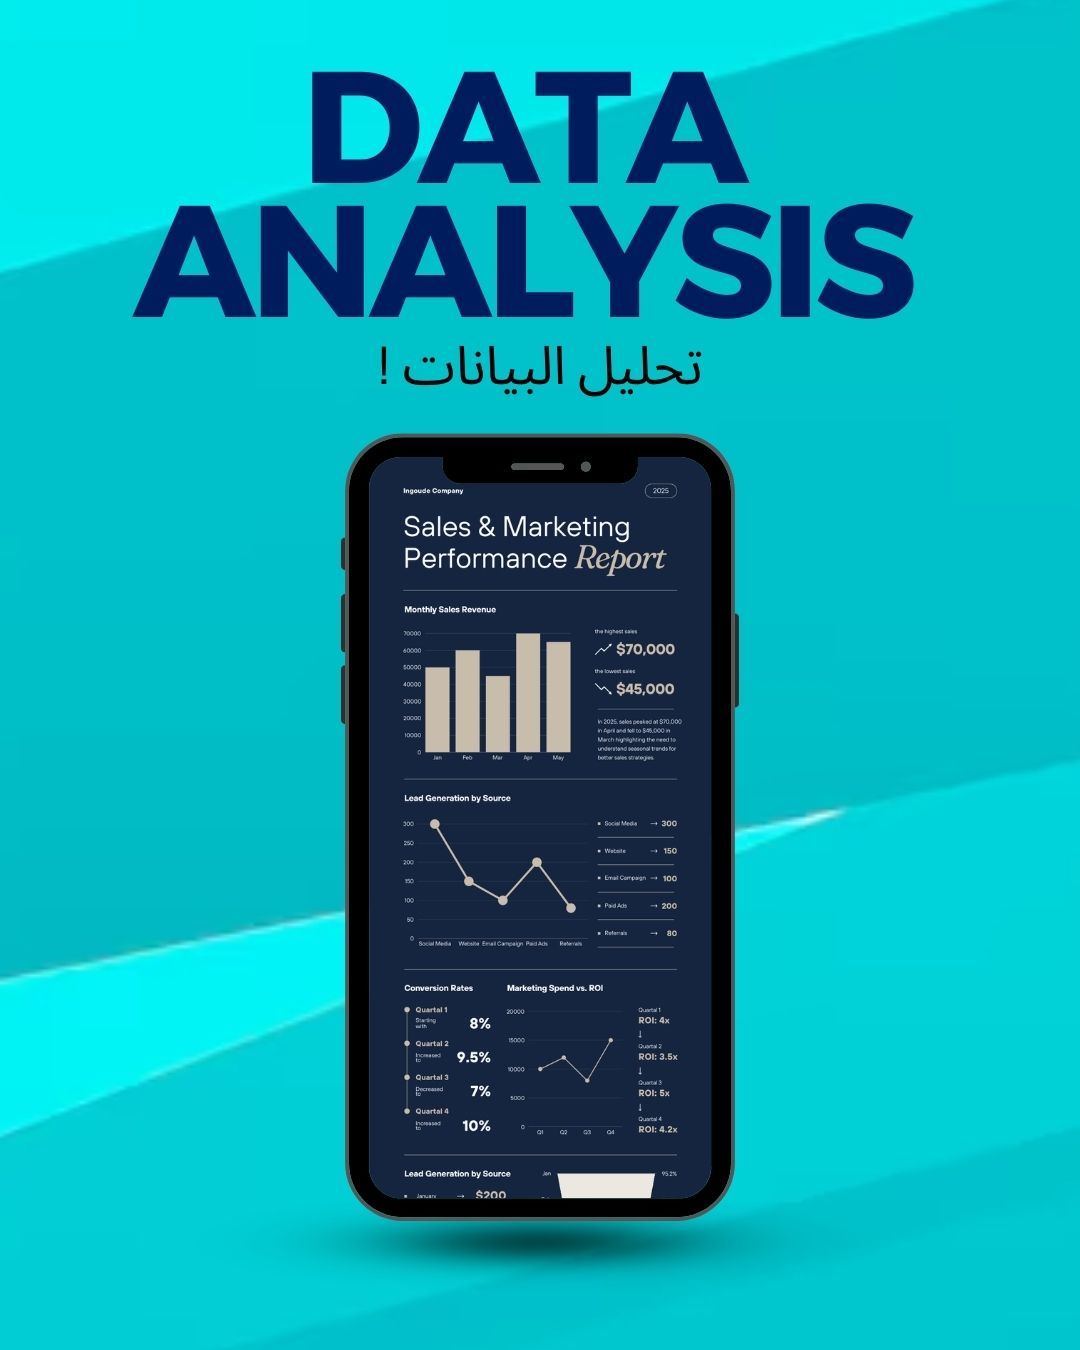 DATA
ANALYSIS
تحليل البيانات !
Ingoude Company
2025
Sales & Marketing
Performance Report
Monthly Sales Revenue
70000
60000
50000
40000
30000
20000
10000
0
Jan Feb Mar Apr May
the highest sales
$70,000
the lowest sales
$45,000
In 2025, sales peaked at $70,000
in April and fell to $45,000 in
March highlighting the need to
understand seasonal trends for
better sales strategies.
Lead Generation by Source
300
250
200
150
100
50
0
Social Media Website Email Campaign Paid Ads Referrals
Social Media → 300
Website → 150
Email Campaign → 100
Paid Ads → 200
Referrals → 80
Conversion Rates
Quartal 1
Starting
with
8%
Quartal 2
Increased
to
9.5%
Quartal 3
Decreased
to
7%
Quartal 4
Increased
to
10%
Marketing Spend vs. ROI
20000
15000
10000
5000
0
Q1 Q2 Q3 Q4
Quartal 1
ROI: 4x
↓
Quartal 2
ROI: 3.5x
↓
Quartal 3
ROI: 5x
↓
Quartal 4
ROI: 4.2x
Lead Generation by Source
January → $200
Jan 95.2%